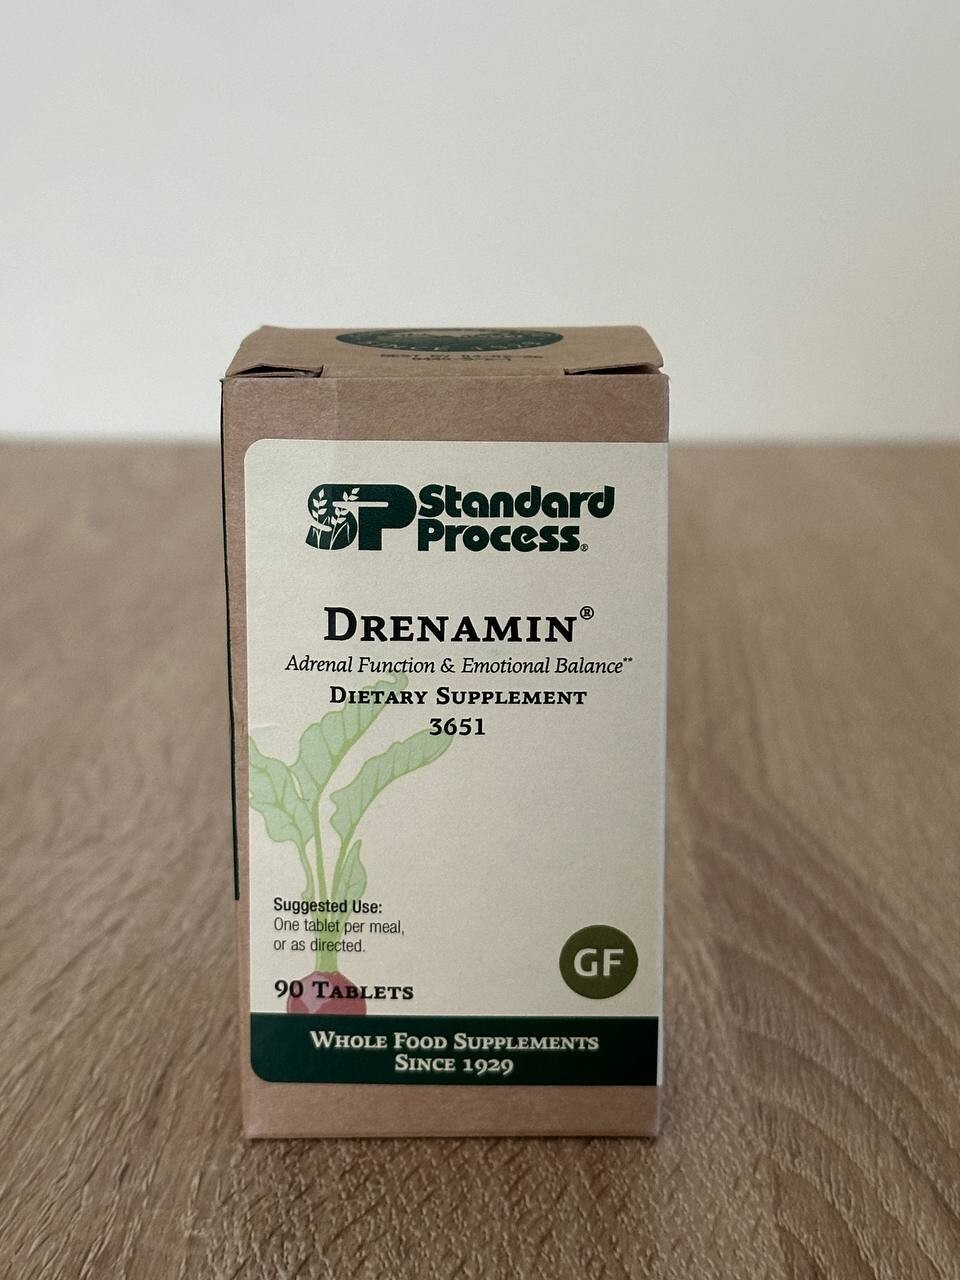 SP Standard
Process®
DRENAMIN®
Adrenal Function & Emotional Balance**
DIETARY SUPPLEMENT
3651
Suggested Use:
One tablet per meal,
or as directed.
90 TABLETS
GF
WHOLE FOOD SUPPLEMENTS
SINCE 1929